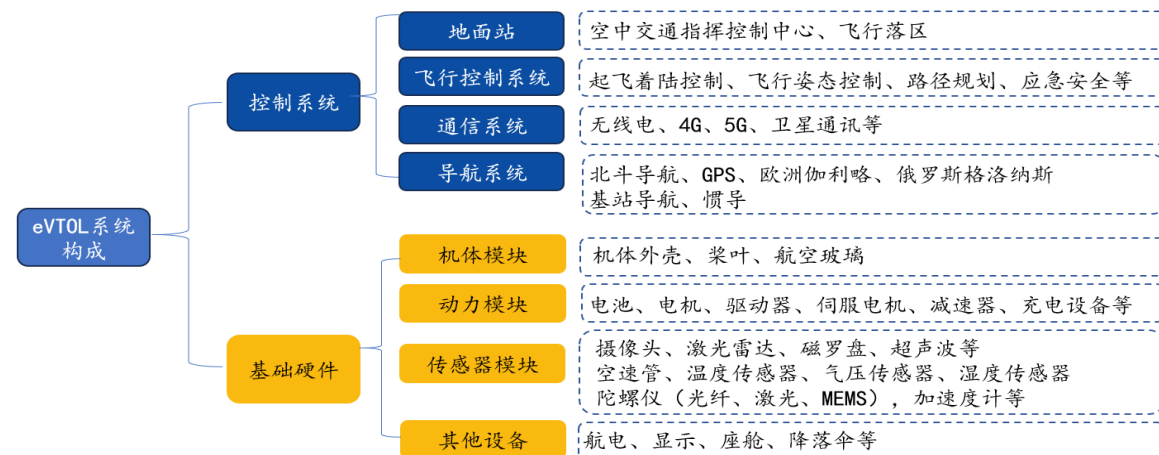 eVTOL系统
构成
控制系统
地面站
空中交通指挥控制中心、飞行落区
飞行控制系统
起飞着陆控制、飞行姿态控制、路径规划、应急安全等
通信系统
无线电、4G、5G、卫星通讯等
导航系统
北斗导航、GPS、欧洲伽利略、俄罗斯格洛纳斯
基站导航、惯导
基础硬件
机体模块
机体外壳、桨叶、航空玻璃
动力模块
电池、电机、驱动器、伺服电机、减速器、充电设备等
传感器模块
摄像头、激光雷达、磁罗盘、超声波等
空速管、温度传感器、气压传感器、湿度传感器
陀螺仪（光纤、激光、MEMS），加速度计等
其他设备
航电、显示、座舱、降落伞等